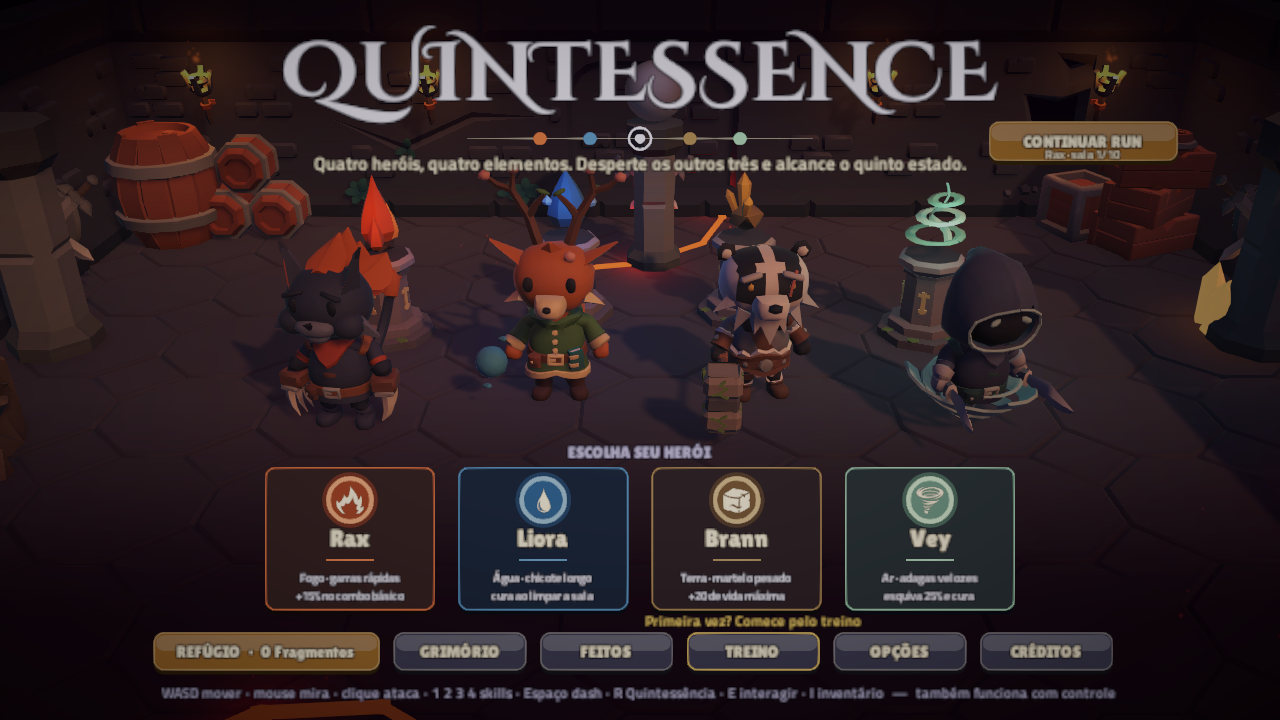 QUINTESSENCE
Quatro heróis, quatro elementos. Desperte os outros três e alcance o quinto estado.
CONTINUAR RUN
Rax · sala 1/10
ESCOLHA SEU HERÓI
Rax
Fogo · garras rápidas
+15% no combo básico
Liora
Água · chicote longo
cura ao limpar a sala
Brann
Terra · martelo pesado
+20 de vida máxima
Vey
Ar · adagas velozes
esquiva 25% e cura
Primeira vez? Comece pelo treino
REFÚGIO · 0 Fragmentos
GRIMÓRIO
FEITOS
TREINO
OPÇÕES
CRÉDITOS
WASD mover · mouse mira · clique ataca · 1 2 3 4 skills · Espaço dash · R Quintessência · E interagir · I inventário — também funciona com controle